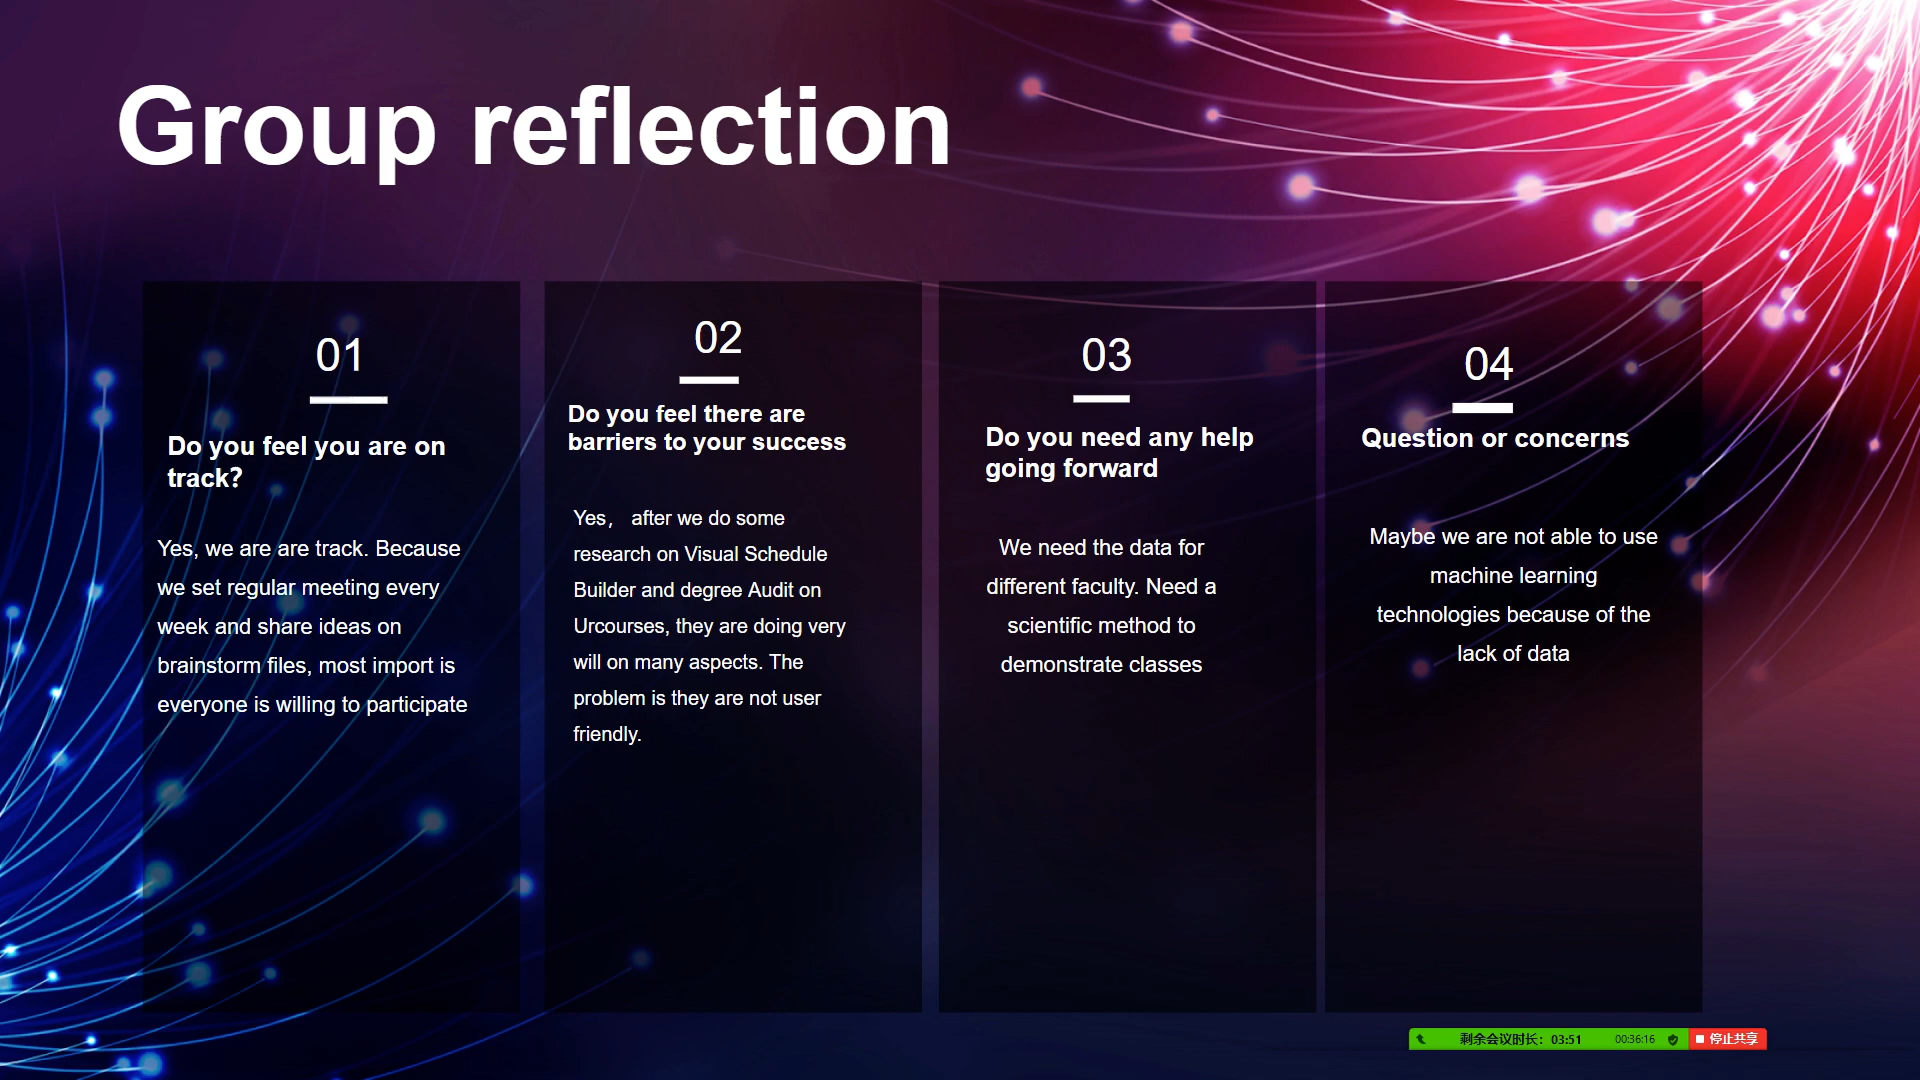 Group reflection
01
Do you feel you are on
track?
Yes, we are are track. Because
we set regular meeting every
week and share ideas on
brainstorm files, most import is
everyone is willing to participate
02
Do you feel there are
barriers to your success
Yes， after we do some
research on Visual Schedule
Builder and degree Audit on
Urcourses, they are doing very
will on many aspects. The
problem is they are not user
friendly.
03
Do you need any help
going forward
We need the data for
different faculty. Need a
scientific method to
demonstrate classes
04
Question or concerns
Maybe we are not able to use
machine learning
technologies because of the
lack of data
剩余会议时长：03:51 00:36:16 停止共享